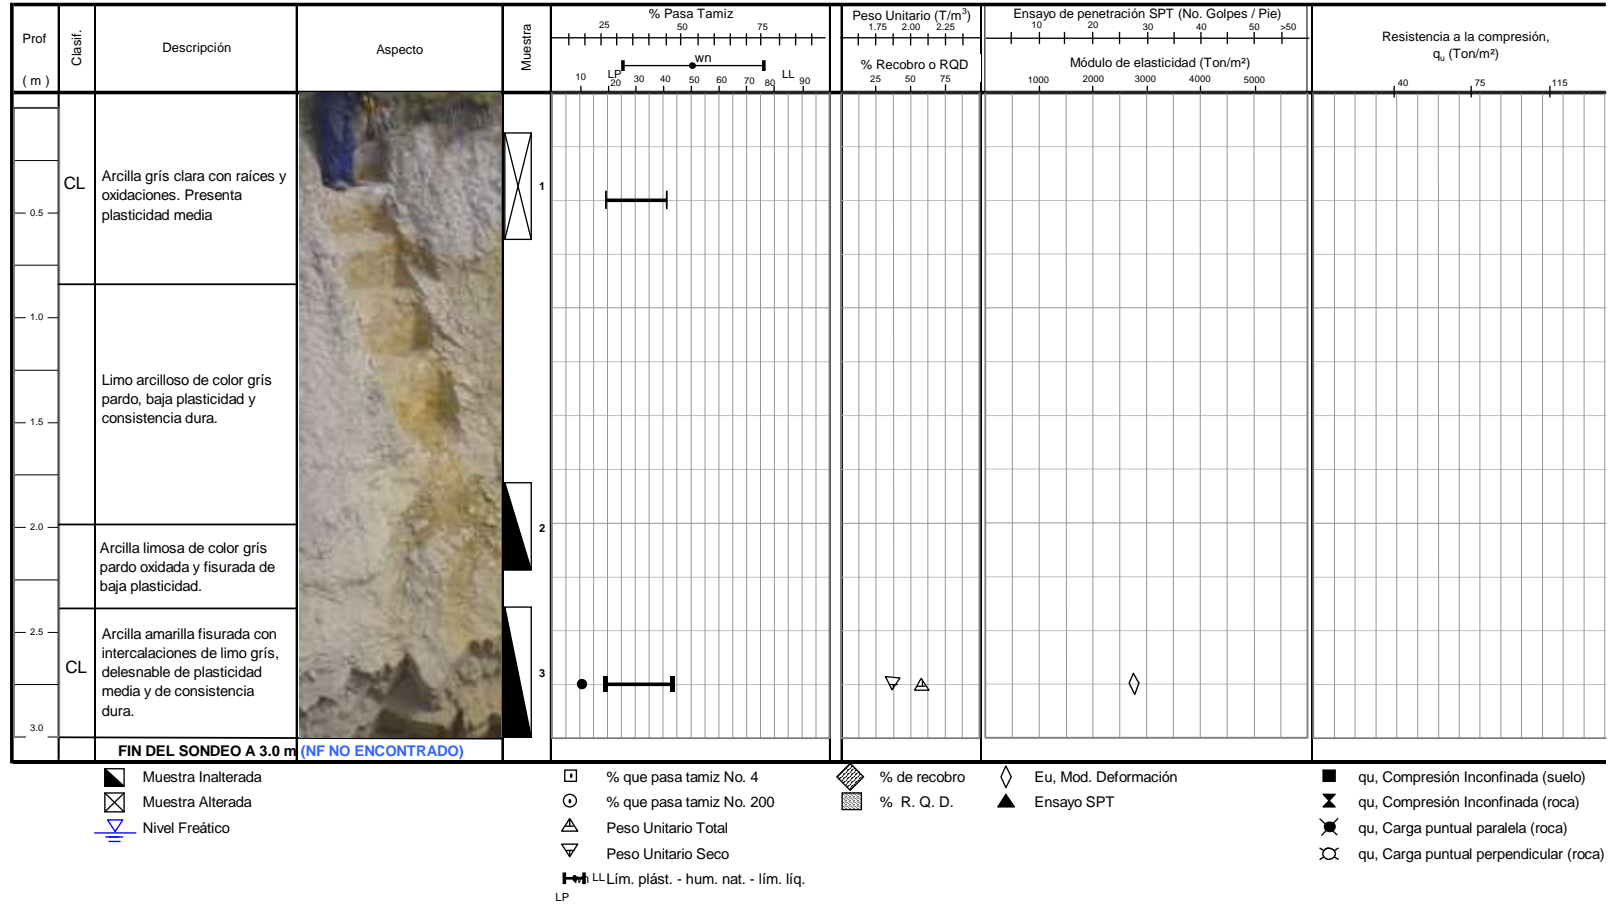 Prof
( m )
Clasif.
Descripción
Aspecto
Muestra
% Pasa Tamiz
25 50 75
wn
LP LL
10 20 30 40 50 60 70 80 90
Peso Unitario (T/m³)
1.75 2.00 2.25
% Recobro o RQD
25 50 75
Ensayo de penetración SPT (No. Golpes / Pie)
10 20 30 40 50 >50
Módulo de elasticidad (Ton/m²)
1000 2000 3000 4000 5000
Resistencia a la compresión,
qu (Ton/m²)
40 75 115
0.5
1.0
1.5
2.0
2.5
3.0
CL
Arcilla grís clara con raíces y
oxidaciones. Presenta
plasticidad media
1
Limo arcilloso de color grís
pardo, baja plasticidad y
consistencia dura.
2
Arcilla limosa de color grís
pardo oxidada y fisurada de
baja plasticidad.
CL
Arcilla amarilla fisurada con
intercalaciones de limo grís,
delesnable de plasticidad
media y de consistencia
dura.
3
FIN DEL SONDEO A 3.0 m (NF NO ENCONTRADO)
Muestra Inalterada
Muestra Alterada
Nivel Freático
% que pasa tamiz No. 4
% que pasa tamiz No. 200
Peso Unitario Total
Peso Unitario Seco
wn LL Lím. plást. - hum. nat. - lím. líq.
LP
% de recobro
% R. Q. D.
Eu, Mod. Deformación
Ensayo SPT
qu, Compresión Inconfinada (suelo)
qu, Compresión Inconfinada (roca)
qu, Carga puntual paralela (roca)
qu, Carga puntual perpendicular (roca)